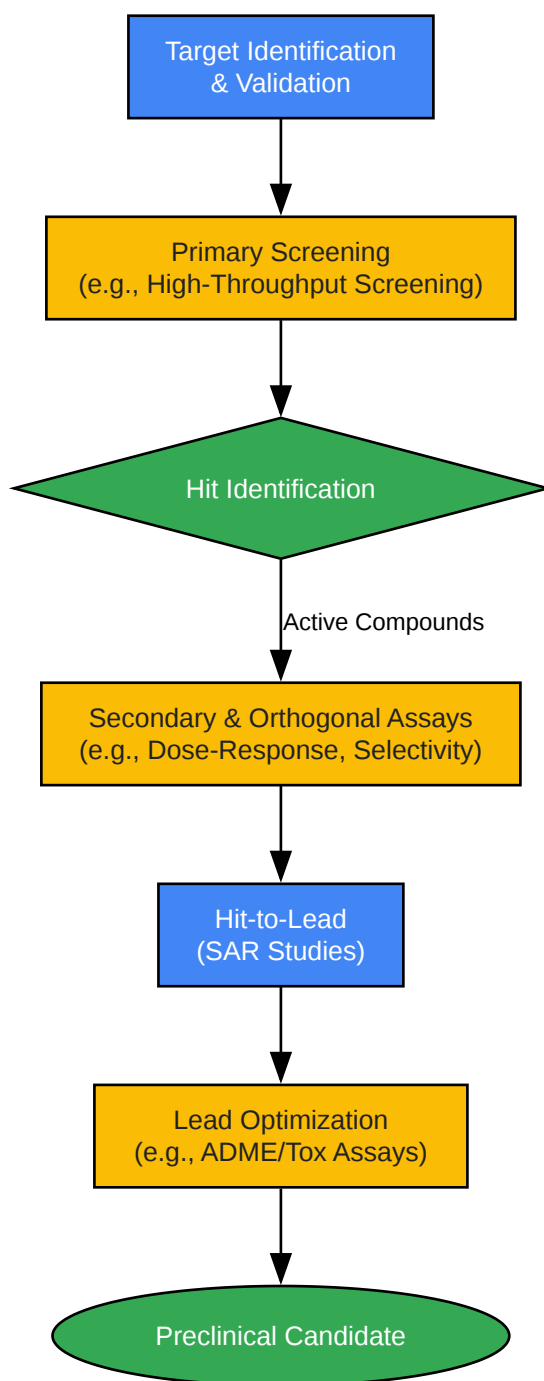 Target Identification
& Validation
Primary Screening
(e.g., High-Throughput Screening)
Hit Identification
Active Compounds
Secondary & Orthogonal Assays
(e.g., Dose-Response, Selectivity)
Hit-to-Lead
(SAR Studies)
Lead Optimization
(e.g., ADME/Tox Assays)
Preclinical Candidate